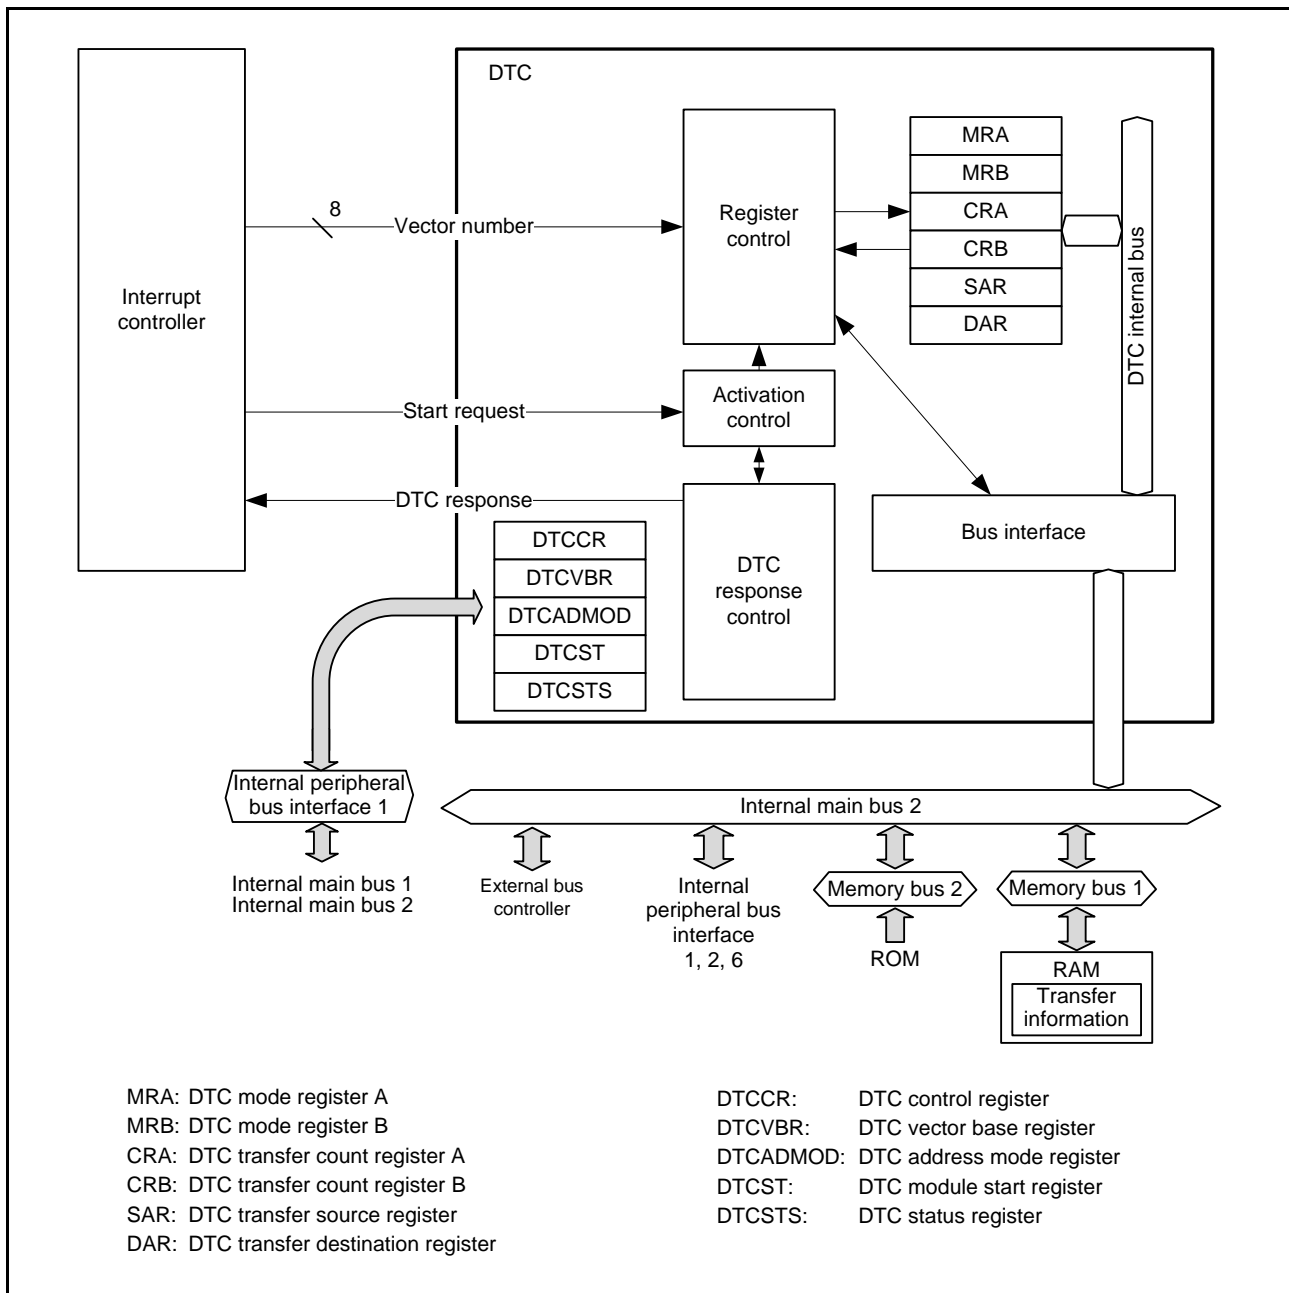 DTC
MRA
MRB
CRA
CRB
SAR
DAR
8
Vector number
Register
control
DTC internal bus
Interrupt
controller
Start request
Activation
control
DTC response
Bus interface
DTCCR
DTCVBR
DTCADMOD
DTCST
DTCSTS
DTC
response
control
Internal peripheral
bus interface 1
Internal main bus 2
Internal main bus 1
Internal main bus 2
External bus
controller
Internal
peripheral bus
interface
1, 2, 6
Memory bus 2
ROM
Memory bus 1
RAM
Transfer
information
MRA: DTC mode register A
MRB: DTC mode register B
CRA: DTC transfer count register A
CRB: DTC transfer count register B
SAR: DTC transfer source register
DAR: DTC transfer destination register
DTCCR: DTC control register
DTCVBR: DTC vector base register
DTCADMOD: DTC address mode register
DTCST: DTC module start register
DTCSTS: DTC status register